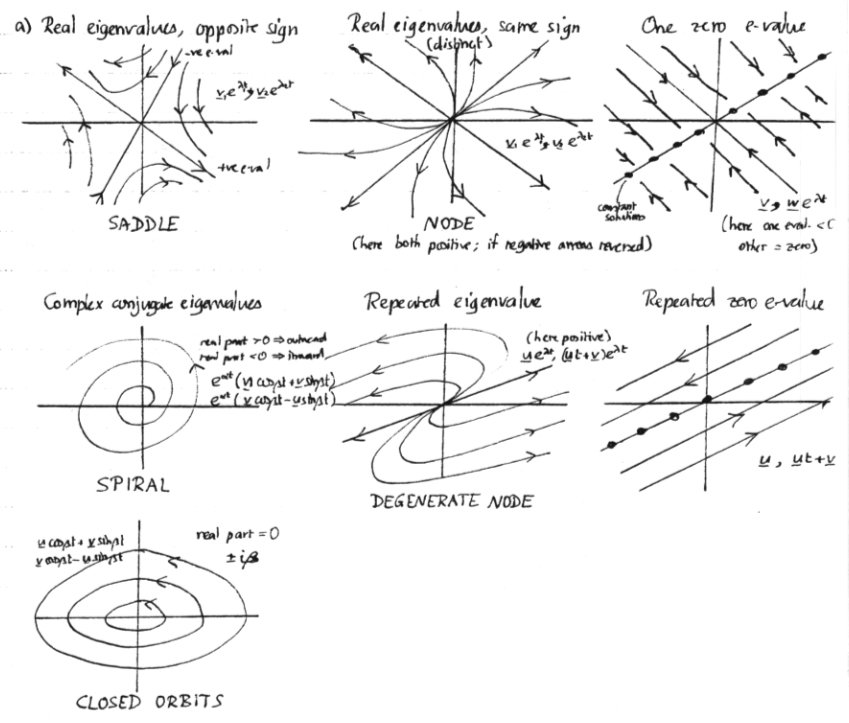 a) Real eigenvalues, opposite sign
-ve e-val
v₁e^λ₁t, v₂e^λ₂t
+ve e-val
SADDLE
Real eigenvalues, same sign
(distinct)
v₁e^λ₁t, v₂e^λ₂t
NODE
(here both positive; if negative arrows reversed)
One zero e-value
constant
solutions
v, we^λt
(here one eval. <0
other = zero)
Complex conjugate eigenvalues
real part >0 ⇒ outward
real part <0 ⇒ inward
e^αt(u cosβt + v sinβt)
e^αt(v cosβt - u sinβt)
SPIRAL
Repeated eigenvalue
(here positive)
ue^λt, (ut+v)e^λt
DEGENERATE NODE
Repeated zero e-value
u, ut+v
u cosβt + v sinβt
v cosβt - u sinβt
real part = 0
± iβ
CLOSED ORBITS